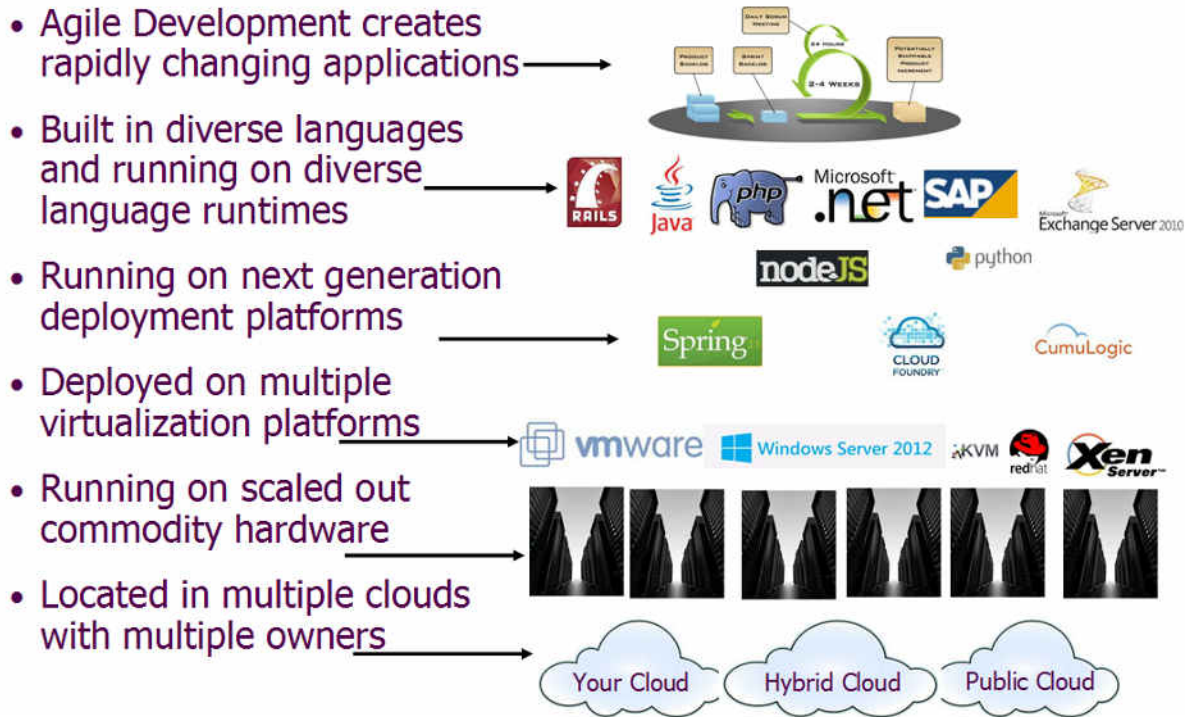 • Agile Development creates
rapidly changing applications
• Built in diverse languages
and running on diverse
language runtimes
• Running on next generation
deployment platforms
• Deployed on multiple
virtualization platforms
• Running on scaled out
commodity hardware
• Located in multiple clouds
with multiple owners
DAILY SCRUM
MEETING
24 HOURS
PRODUCT
BACKLOG
SPRINT
BACKLOG
POTENTIALLY
SHIPPABLE
PRODUCT
INCREMENT
2-4 WEEKS
RAILS
Java
php
Microsoft
.net
SAP
Microsoft
Exchange Server 2010
nodeJS
python
Spring
CLOUD
FOUNDRY
CumuLogic
vmware
Windows Server 2012
KVM
redhat
Xen
Server™
Your Cloud
Hybrid Cloud
Public Cloud